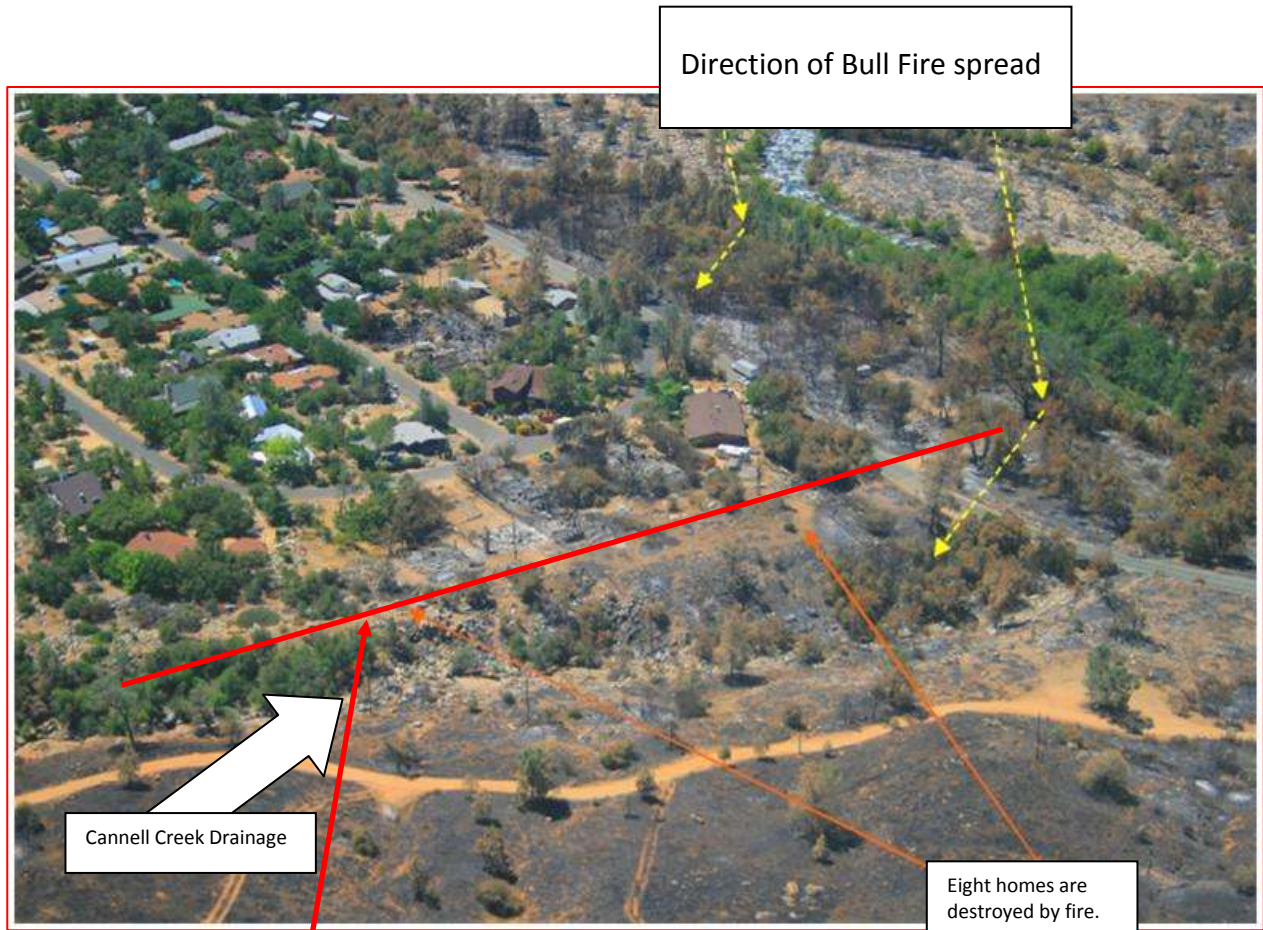 Direction of Bull Fire spread
Cannell Creek Drainage
Eight homes are
destroyed by fire.